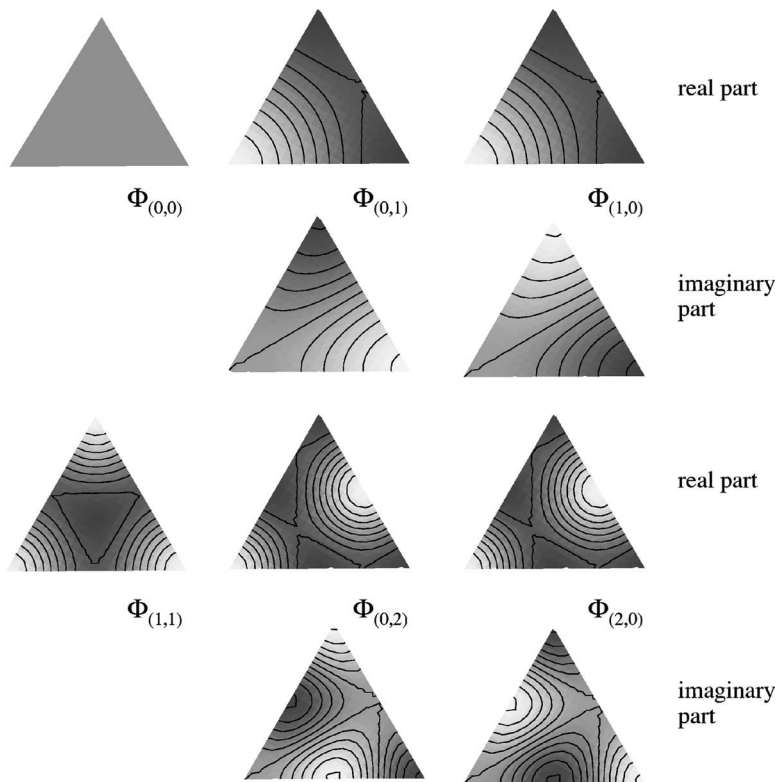 real part
Φ(0,0)
Φ(0,1)
Φ(1,0)
imaginary
part
real part
Φ(1,1)
Φ(0,2)
Φ(2,0)
imaginary
part